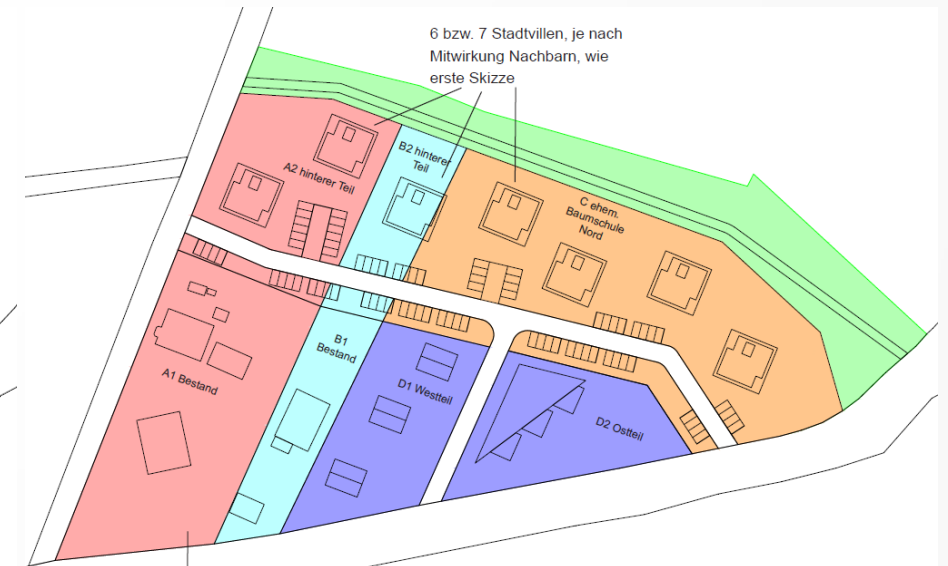 6 bzw. 7 Stadtvillen, je nach
Mitwirkung Nachbarn, wie
erste Skizze
B2 hinterer
Teil
A2 hinterer Teil
C ehem.
Baumschule
Nord
B1
Bestand
A1 Bestand
D1 Westteil
D2 Ostteil